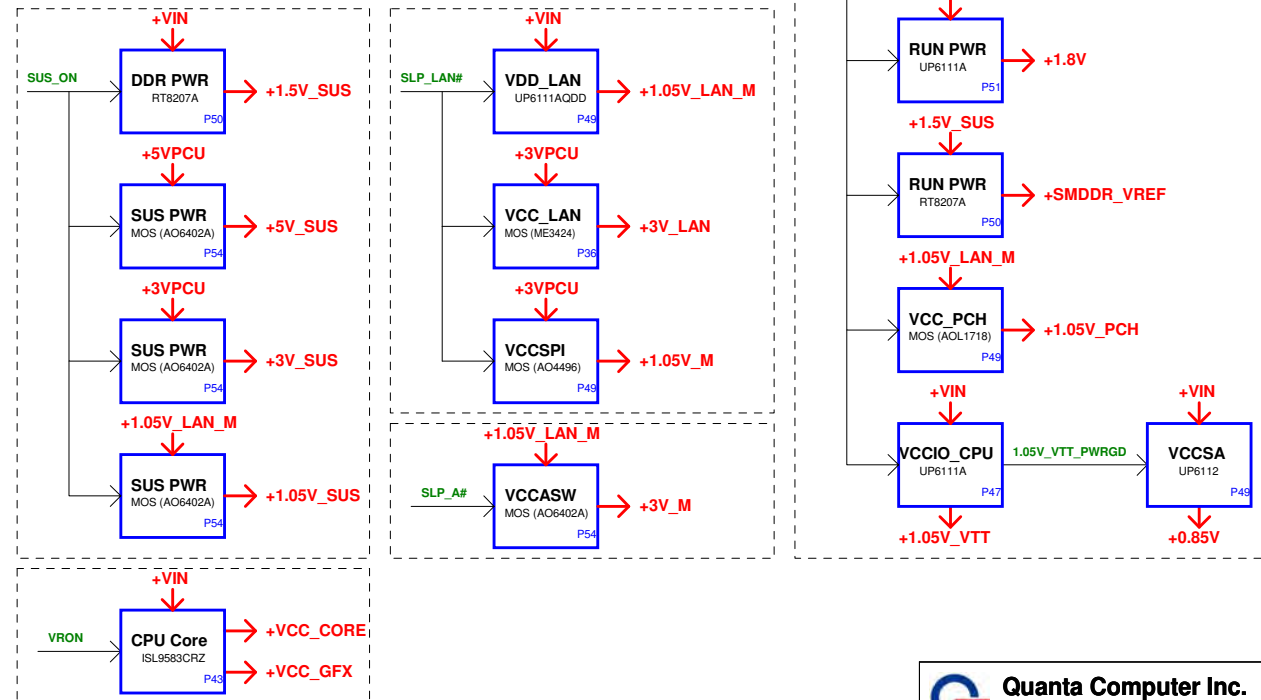 +VIN
SUS_ON
DDR PWR
RT8207A
P50
+1.5V_SUS
+5VPCU
SUS PWR
MOS (AO6402A)
P54
+5V_SUS
+3VPCU
SUS PWR
MOS (AO6402A)
P54
+3V_SUS
+1.05V_LAN_M
SUS PWR
MOS (AO6402A)
P54
+1.05V_SUS
+VIN
VRON
CPU Core
ISL9583CRZ
P43
+VCC_CORE
+VCC_GFX
+VIN
SLP_LAN#
VDD_LAN
UP6111AQDD
P49
+1.05V_LAN_M
+3VPCU
VCC_LAN
MOS (ME3424)
P36
+3V_LAN
+3VPCU
VCCSPI
MOS (AO4496)
P49
+1.05V_M
+1.05V_LAN_M
SLP_A#
VCCASW
MOS (AO6402A)
P54
+3V_M
RUN PWR
UP6111A
P51
+1.8V
+1.5V_SUS
RUN PWR
RT8207A
P50
+SMDDR_VREF
+1.05V_LAN_M
VCC_PCH
MOS (AOL1718)
P49
+1.05V_PCH
+VIN
VCCIO_CPU
UP6111A
P47
+1.05V_VTT
1.05V_VTT_PWRGD
+VIN
VCCSA
UP6112
P49
+0.85V
Quanta Computer Inc.